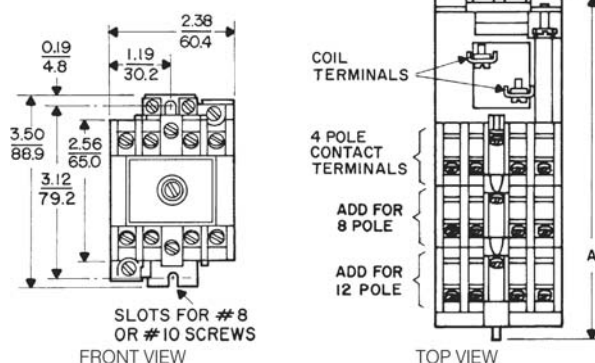 2.38
60.4
0.19
4.8
1.19
30.2
3.50
88.9
2.56
65.0
3.12
79.2
SLOTS FOR #8
OR #10 SCREWS
FRONT VIEW
COIL
TERMINALS
4 POLE
CONTACT
TERMINALS
ADD FOR
8 POLE
ADD FOR
12 POLE
A
TOP VIEW